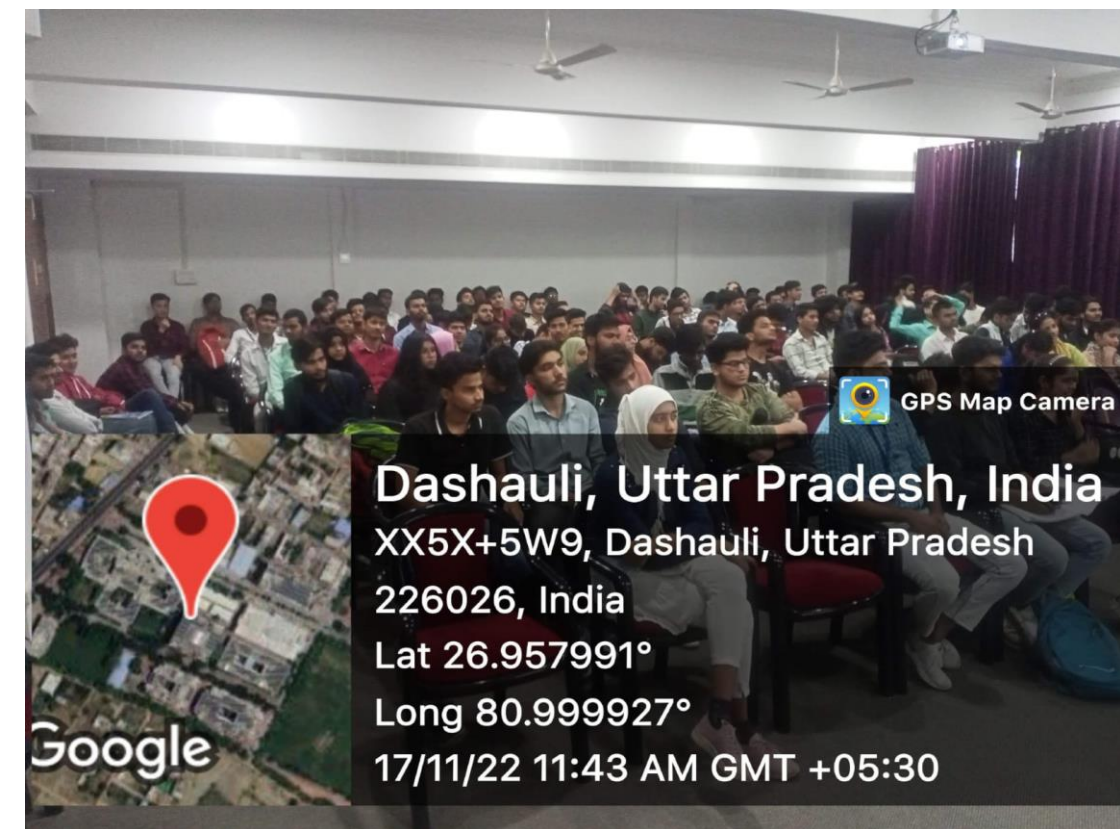 GPS Map Camera
Dashauli, Uttar Pradesh, India
XX5X+5W9, Dashauli, Uttar Pradesh
226026, India
Lat 26.957991°
Long 80.999927°
17/11/22 11:43 AM GMT +05:30
Google